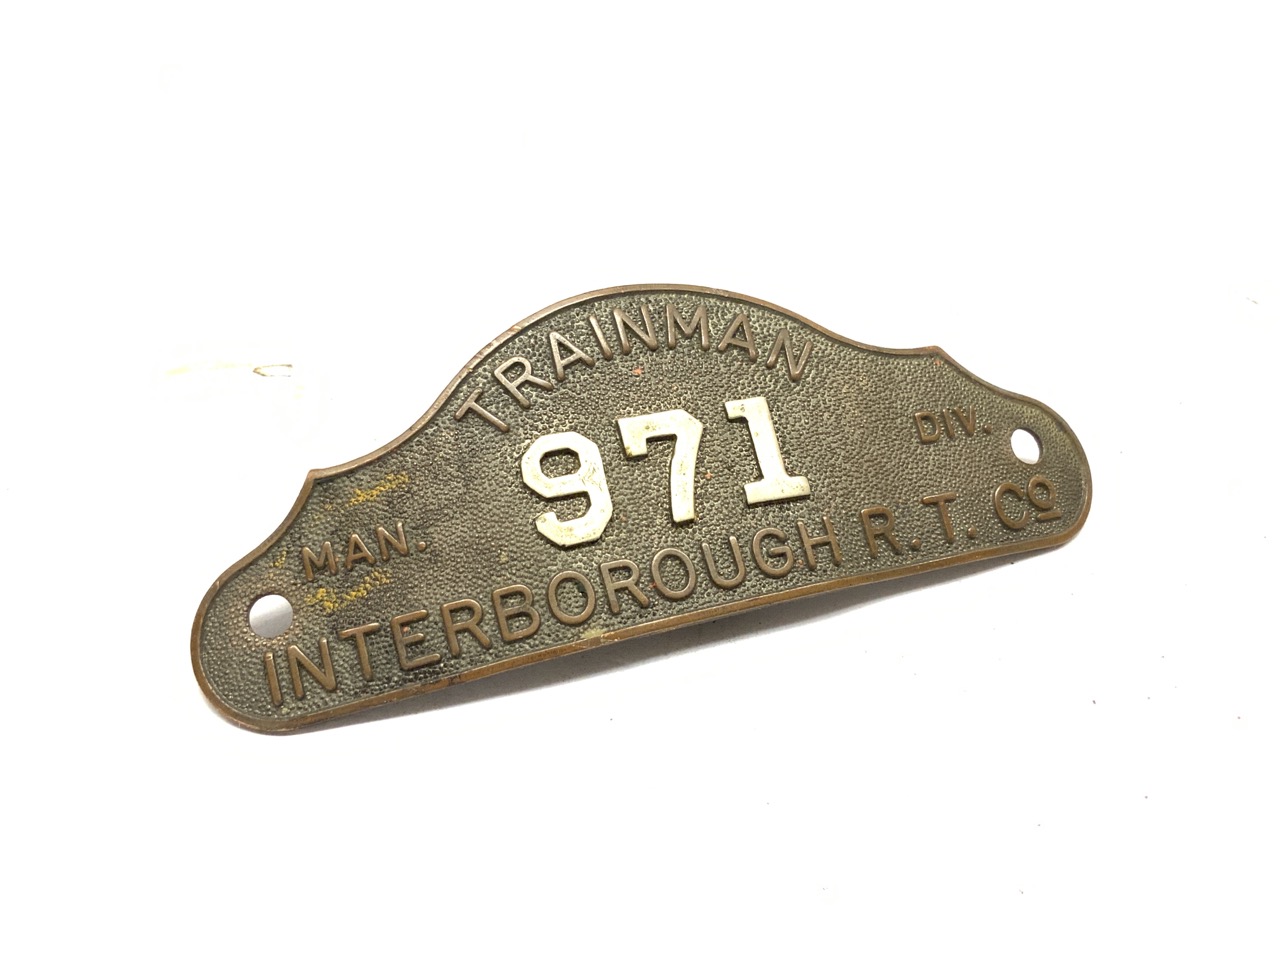 TRAINMAN
971
MAN. DIV.
INTERBOROUGH R. T. Co